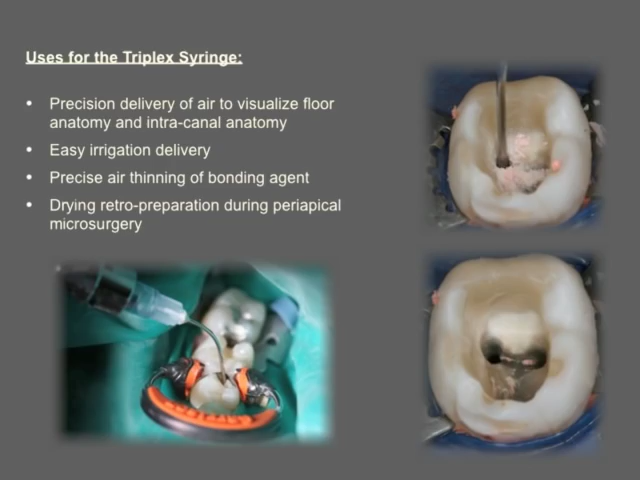 Uses for the Triplex Syringe:
• Precision delivery of air to visualize floor
anatomy and intra-canal anatomy
• Easy irrigation delivery
• Precise air thinning of bonding agent
• Drying retro-preparation during periapical
microsurgery